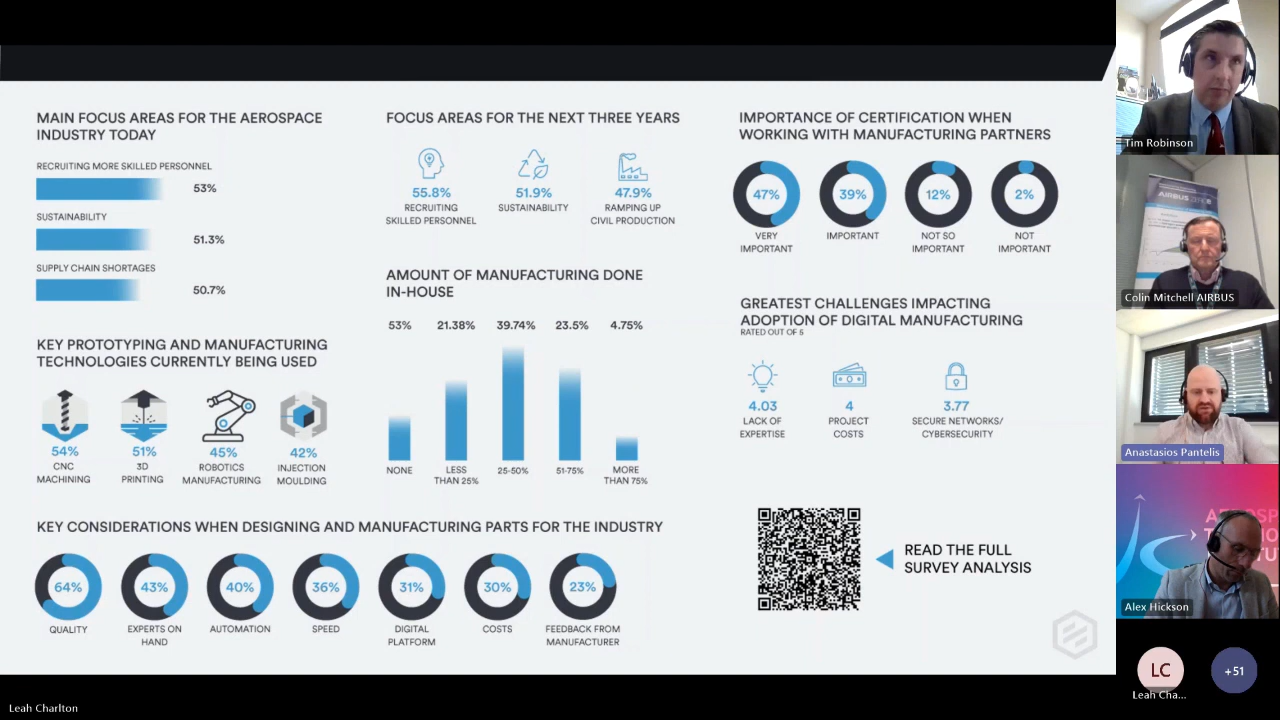 MAIN FOCUS AREAS FOR THE AEROSPACE
INDUSTRY TODAY
RECRUITING MORE SKILLED PERSONNEL
53%
SUSTAINABILITY
51.3%
SUPPLY CHAIN SHORTAGES
50.7%
KEY PROTOTYPING AND MANUFACTURING
TECHNOLOGIES CURRENTLY BEING USED
54%
CNC
MACHINING
51%
3D
PRINTING
45%
ROBOTICS
MANUFACTURING
42%
INJECTION
MOULDING
FOCUS AREAS FOR THE NEXT THREE YEARS
55.8%
RECRUITING
SKILLED PERSONNEL
51.9%
SUSTAINABILITY
47.9%
RAMPING UP
CIVIL PRODUCTION
AMOUNT OF MANUFACTURING DONE
IN-HOUSE
53% 21.38% 39.74% 23.5% 4.75%
NONE
LESS
THAN 25%
25-50%
51-75%
MORE
THAN 75%
KEY CONSIDERATIONS WHEN DESIGNING AND MANUFACTURING PARTS FOR THE INDUSTRY
64%
QUALITY
43%
EXPERTS ON
HAND
40%
AUTOMATION
36%
SPEED
31%
DIGITAL
PLATFORM
30%
COSTS
23%
FEEDBACK FROM
MANUFACTURER
IMPORTANCE OF CERTIFICATION WHEN
WORKING WITH MANUFACTURING PARTNERS
47%
VERY
IMPORTANT
39%
IMPORTANT
12%
NOT SO
IMPORTANT
2%
NOT
IMPORTANT
GREATEST CHALLENGES IMPACTING
ADOPTION OF DIGITAL MANUFACTURING
RATED OUT OF 5
4.03
LACK OF
EXPERTISE
4
PROJECT
COSTS
3.77
SECURE NETWORKS/
CYBERSECURITY
READ THE FULL
SURVEY ANALYSIS
Tim Robinson
AIRBUS
Colin Mitchell AIRBUS
Anastasios Pantelis
Alex Hickson
LC
Leah Cha...
+51
Leah Charlton